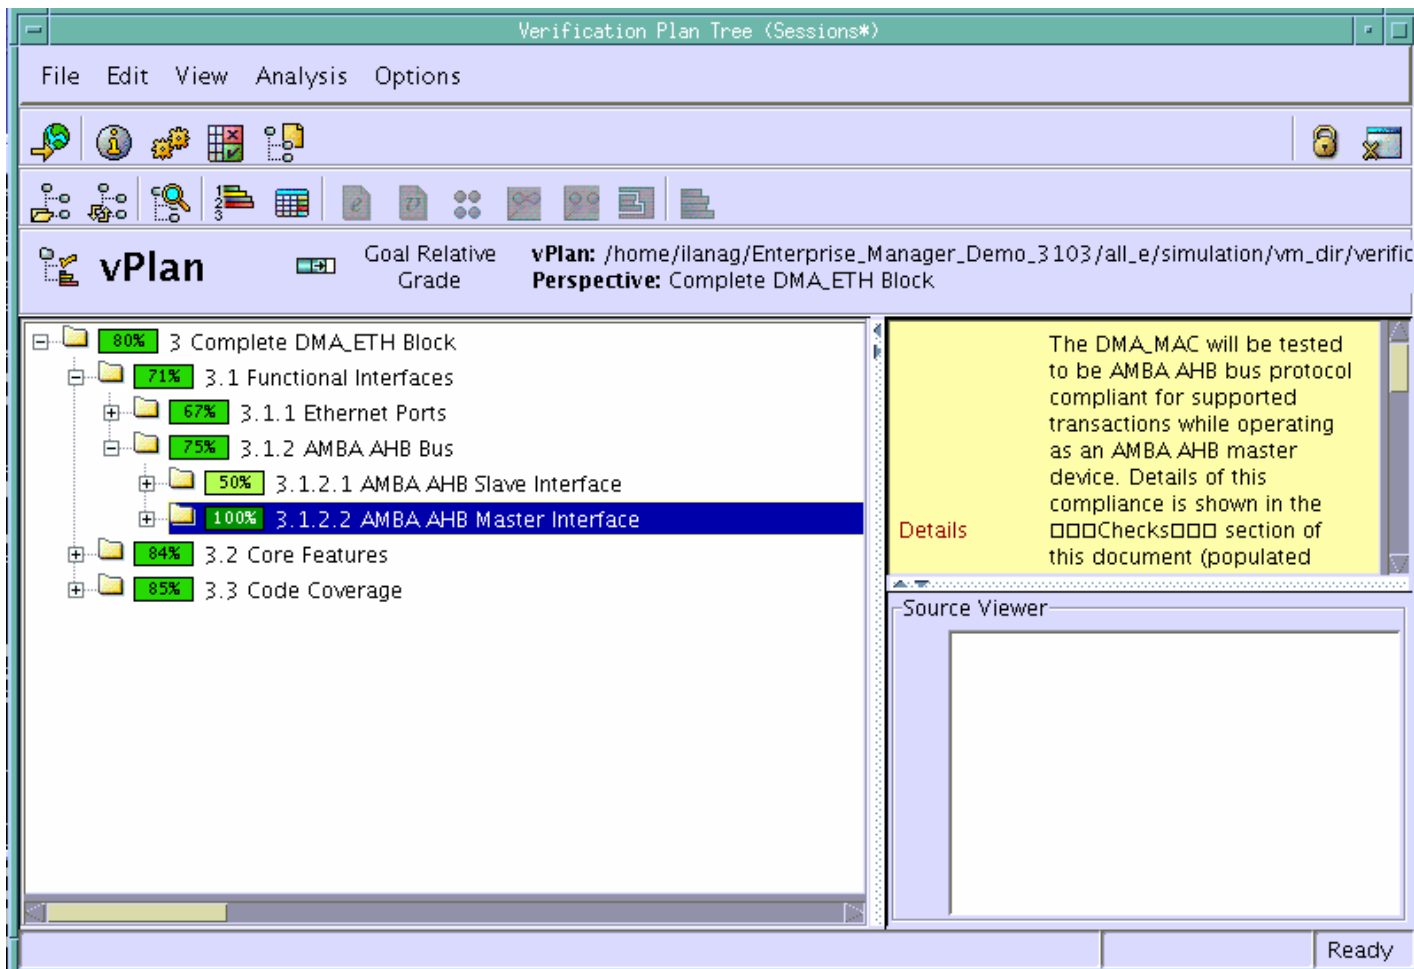 Verification Plan Tree (Sessions*)
File Edit View Analysis Options
vPlan
Goal Relative
Grade
vPlan: /home/ilanag/Enterprise_Manager_Demo_3103/all_e/simulation/vm_dir/verific
Perspective: Complete DMA_ETH Block
80% 3 Complete DMA_ETH Block
71% 3.1 Functional Interfaces
67% 3.1.1 Ethernet Ports
75% 3.1.2 AMBA AHB Bus
50% 3.1.2.1 AMBA AHB Slave Interface
100% 3.1.2.2 AMBA AHB Master Interface
84% 3.2 Core Features
85% 3.3 Code Coverage
Details
The DMA_MAC will be tested
to be AMBA AHB bus protocol
compliant for supported
transactions while operating
as an AMBA AHB master
device. Details of this
compliance is shown in the
□□□Checks□□□ section of
this document (populated
Source Viewer
Ready